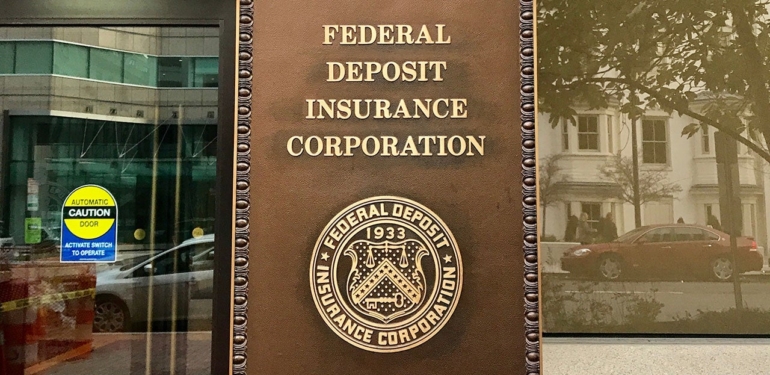 FEDERAL
DEPOSIT
INSURANCE
CORPORATION
FEDERAL DEPOSIT
INSURANCE CORPORATION
1933
AUTOMATIC
CAUTION
DOOR
ACTIVATE SWITCH
TO OPERATE